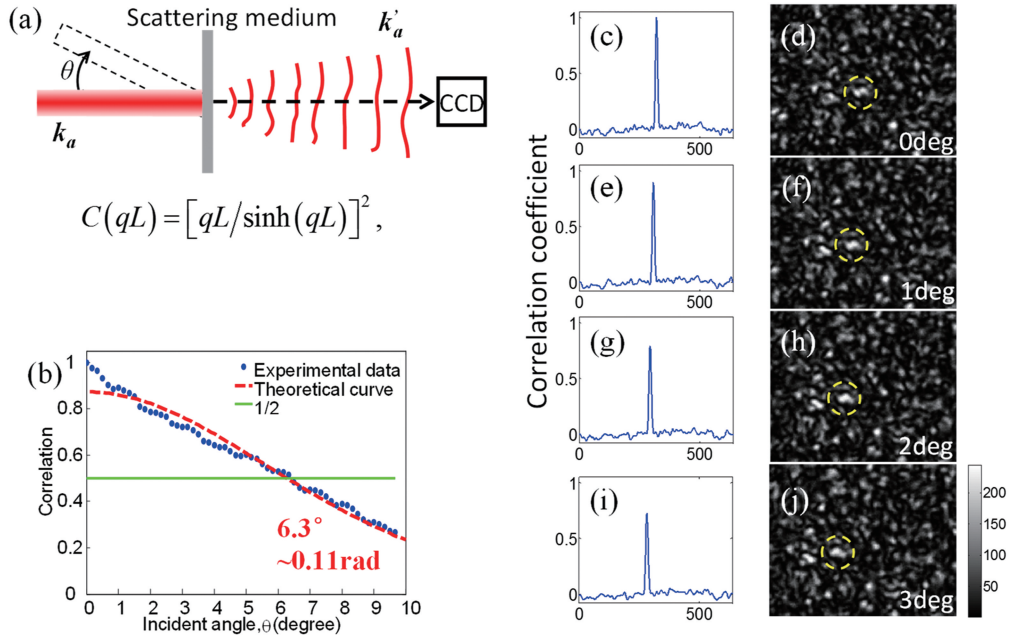 (a)
Scattering medium
θ
k_a
k'_a
CCD
C(qL) = [qL/sinh(qL)]^2 ,
(b)
Experimental data
Theoretical curve
1/2
1
0.8
0.6
0.4
0.2
0
Correlation
0 1 2 3 4 5 6 7 8 9 10
Incident angle,θ(degree)
6.3°
~0.11rad
Correlation coefficient
(c)
1
0.5
0
0 500
(d)
0deg
(e)
1
0.5
0
0 500
(f)
1deg
(g)
1
0.5
0
0 500
(h)
2deg
(i)
1
0.5
0
0 500
(j)
3deg
200
150
100
50